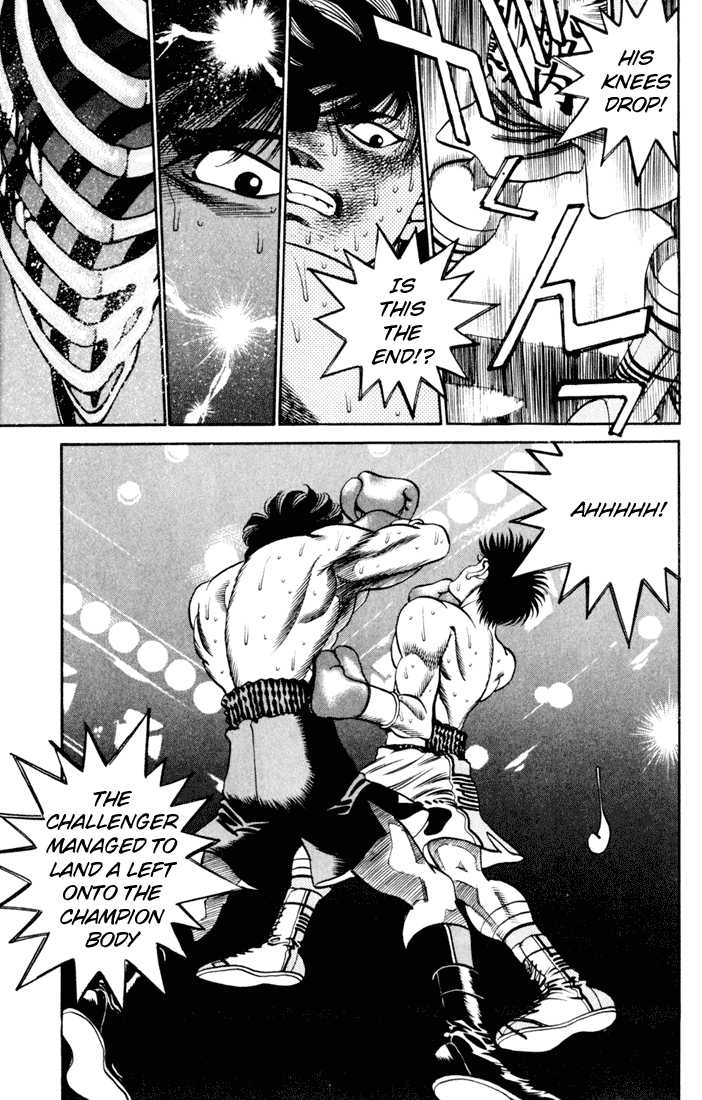 HIS
KNEES
DROP!
IS
THIS
THE
END!?
AHHHHH!
THE
CHALLENGER
MANAGED TO
LAND A LEFT
ONTO THE
CHAMPION
BODY